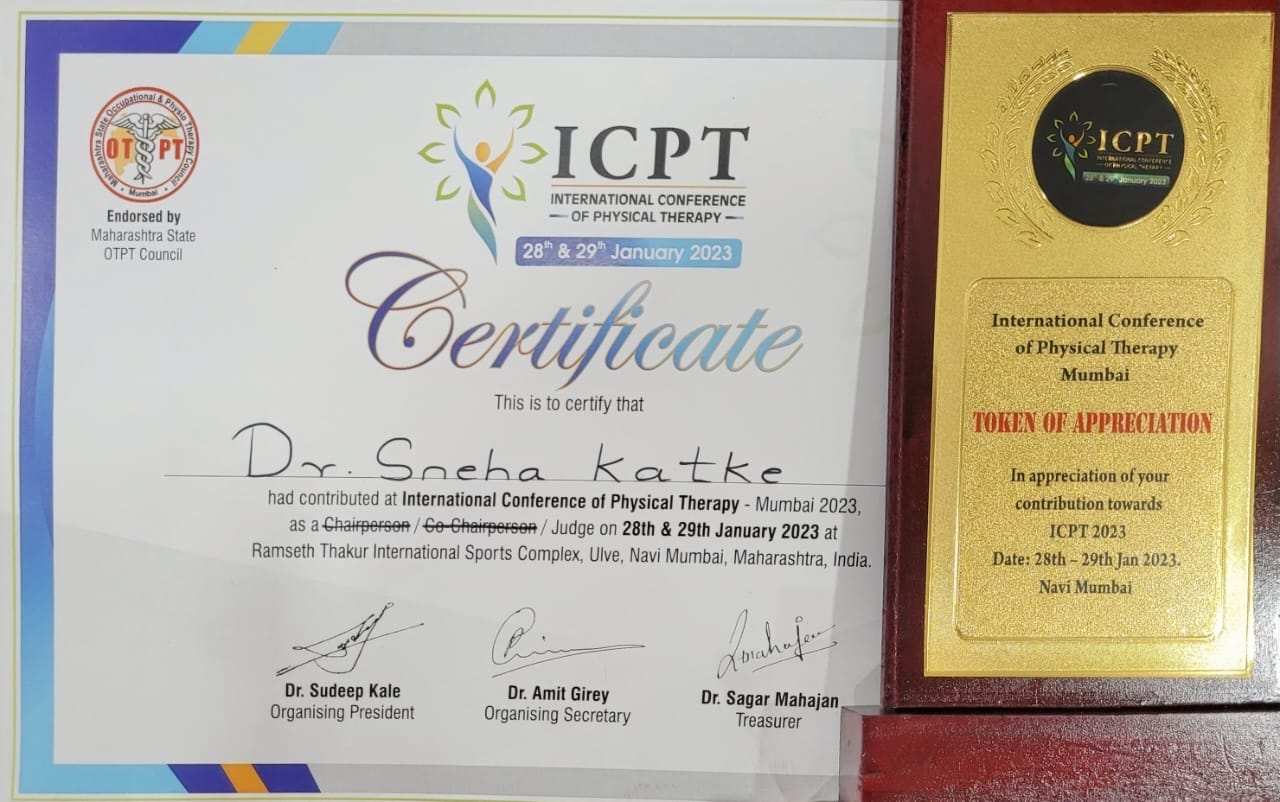 Maharashtra State Occupational & Physio Therapy Council
OT PT
Mumbai
Endorsed by
Maharashtra State
OTPT Council
ICPT
INTERNATIONAL CONFERENCE
OF PHYSICAL THERAPY
28th & 29th January 2023
Certificate
This is to certify that
Dr. Sneha Katke
had contributed at International Conference of Physical Therapy - Mumbai 2023,
as a Chairperson / Co-Chairperson / Judge on 28th & 29th January 2023 at
Ramseth Thakur International Sports Complex, Ulve, Navi Mumbai, Maharashtra, India.
Dr. Sudeep Kale
Organising President
Dr. Amit Girey
Organising Secretary
Dr. Sagar Mahajan
Treasurer
ICPT
INTERNATIONAL CONFERENCE
OF PHYSICAL THERAPY
28th & 29th January 2023
International Conference
of Physical Therapy
Mumbai
TOKEN OF APPRECIATION
In appreciation of your
contribution towards
ICPT 2023
Date: 28th – 29th Jan 2023.
Navi Mumbai